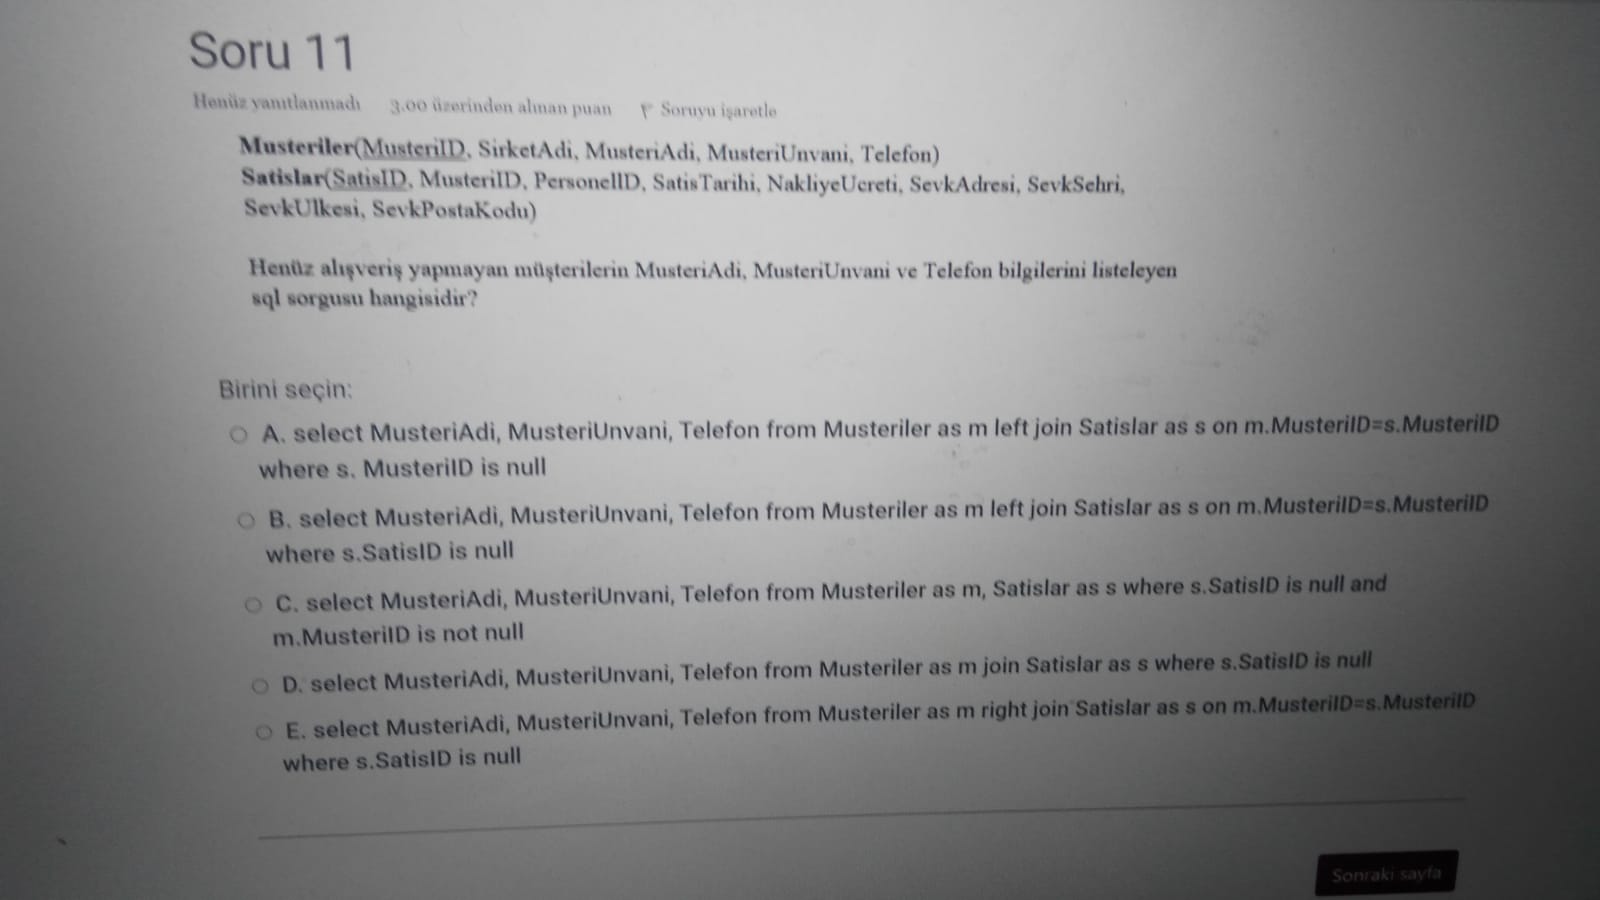 Soru 11
Henüz yanıtlanmadı 3.00 üzerinden alınan puan Soruyu işaretle
Musteriler(MusteriID, SirketAdi, MusteriAdi, MusteriUnvani, Telefon)
Satislar(SatisID, MusteriID, PersonelID, SatisTarihi, NakliyeUcreti, SevkAdresi, SevkSehri,
SevkUlkesi, SevkPostaKodu)
Henüz alışveriş yapmayan müşterilerin MusteriAdi, MusteriUnvani ve Telefon bilgilerini listeleyen
sql sorgusu hangisidir?
Birini seçin:
A. select MusteriAdi, MusteriUnvani, Telefon from Musteriler as m left join Satislar as s on m.MusteriID=s.MusteriID
where s. MusteriID is null
B. select MusteriAdi, MusteriUnvani, Telefon from Musteriler as m left join Satislar as s on m.MusteriID=s.MusteriID
where s.SatisID is null
C. select MusteriAdi, MusteriUnvani, Telefon from Musteriler as m, Satislar as s where s.SatisID is null and
m.MusteriID is not null
D. select MusteriAdi, MusteriUnvani, Telefon from Musteriler as m join Satislar as s where s.SatisID is null
E. select MusteriAdi, MusteriUnvani, Telefon from Musteriler as m right join Satislar as s on m.MusteriID=s.MusteriID
where s.SatisID is null
Sonraki sayfa